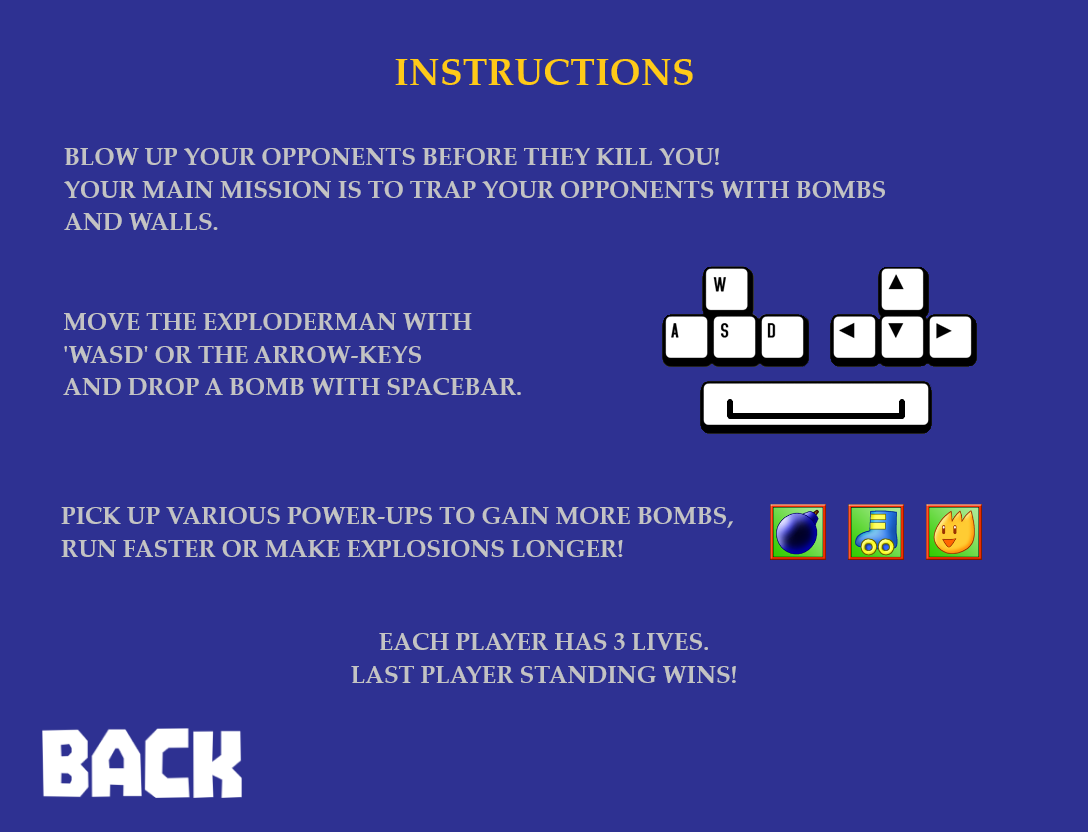 INSTRUCTIONS
BLOW UP YOUR OPPONENTS BEFORE THEY KILL YOU!
YOUR MAIN MISSION IS TO TRAP YOUR OPPONENTS WITH BOMBS
AND WALLS.
W
A S D
MOVE THE EXPLODERMAN WITH
'WASD' OR THE ARROW-KEYS
AND DROP A BOMB WITH SPACEBAR.
PICK UP VARIOUS POWER-UPS TO GAIN MORE BOMBS,
RUN FASTER OR MAKE EXPLOSIONS LONGER!
EACH PLAYER HAS 3 LIVES.
LAST PLAYER STANDING WINS!
BACK